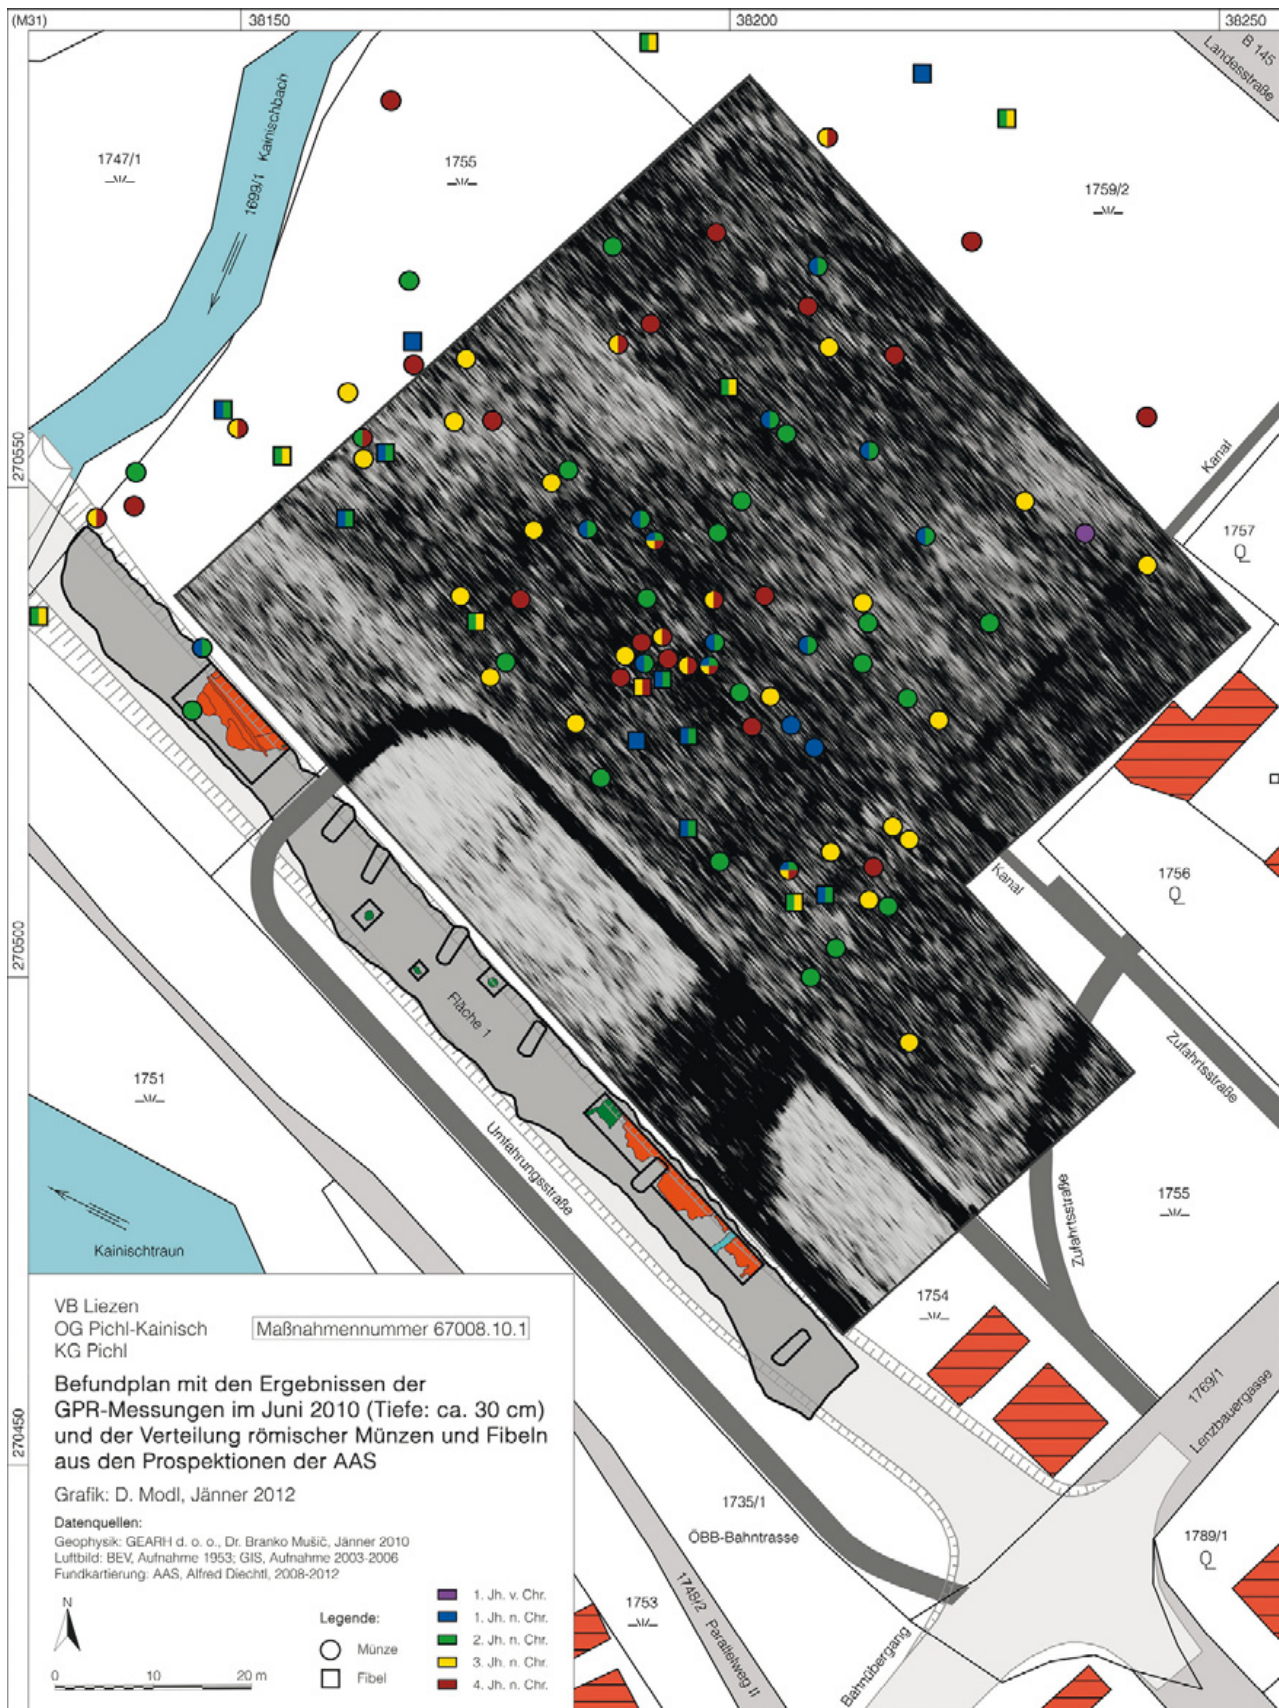 (M31)
38150
38200
38250
B 145
Landesstraße
1747/1
1699/1 Kainischbach
1755
1759/2
270550
Kanal
1757
Q
1756
Q
Kanal
270500
Fläche 1
Zufahrtsstraße
1751
Umfahrungsstraße
Zufahrtsstraße
1755
Kainischtraun
1754
VB Liezen
OG Pichl-Kainisch
KG Pichl
Maßnahmennummer 67008.10.1
Befundplan mit den Ergebnissen der
GPR-Messungen im Juni 2010 (Tiefe: ca. 30 cm)
und der Verteilung römischer Münzen und Fibeln
aus den Prospektionen der AAS
Grafik: D. Modl, Jänner 2012
Datenquellen:
Geophysik: GEARH d. o. o., Dr. Branko Mušič, Jänner 2010
Luftbild: BEV, Aufnahme 1953; GIS, Aufnahme 2003-2006
Fundkartierung: AAS, Alfred Diechtl, 2008-2012
N
0 10 20 m
Legende:
Münze
Fibel
1. Jh. v. Chr.
1. Jh. n. Chr.
2. Jh. n. Chr.
3. Jh. n. Chr.
4. Jh. n. Chr.
270450
1769/1
Lenzbauergasse
1735/1
ÖBB-Bahntrasse
1789/1
Q
1753
1748/2 Parallelweg II
Bahnübergang